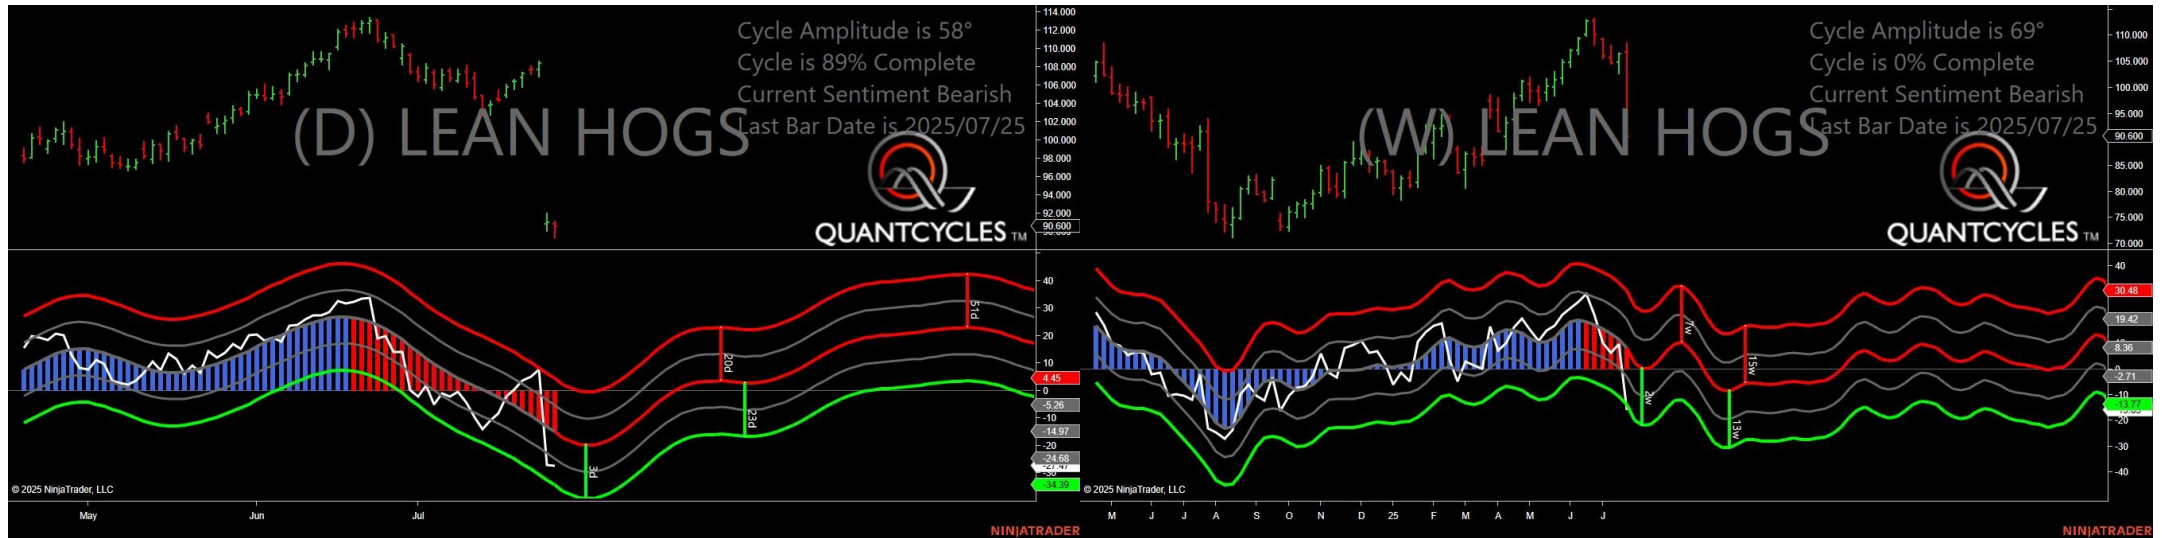 Cycle Amplitude is 58°
Cycle is 89% Complete
Current Sentiment Bearish
Last Bar Date is 2025/07/25
(D) LEAN HOGS
QUANTCYCLES TM
114.000
112.000
110.000
108.000
106.000
104.000
102.000
100.000
98.000
96.000
94.000
92.000
90.600
51d
20d
23d
3d
40
30
20
10
4.45
0
-5.26
-10
-14.97
-20
-24.68
-27.47
-30
-34.39
© 2025 NinjaTrader, LLC
May
Jun
Jul
NINJATRADER
Cycle Amplitude is 69°
Cycle is 0% Complete
Current Sentiment Bearish
Last Bar Date is 2025/07/25
(W) LEAN HOGS
QUANTCYCLES TM
110.000
105.000
100.000
95.000
90.600
85.000
80.000
75.000
70.000
7w
15w
2w
13w
40
30.48
19.42
8.36
0
-2.71
-10
-13.77
-20
-30
-40
© 2025 NinjaTrader, LLC
M J J A S O N D 25 F M A M J J
NINJATRADER